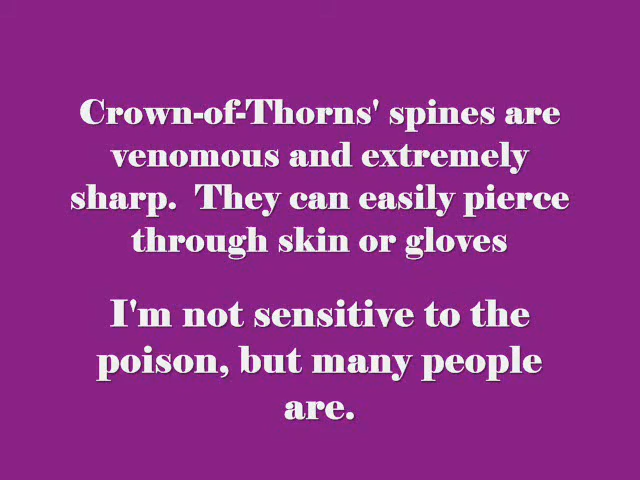 Crown-of-Thorns' spines are
venomous and extremely
sharp.  They can easily pierce
through skin or gloves
I'm not sensitive to the
poison, but many people
are.